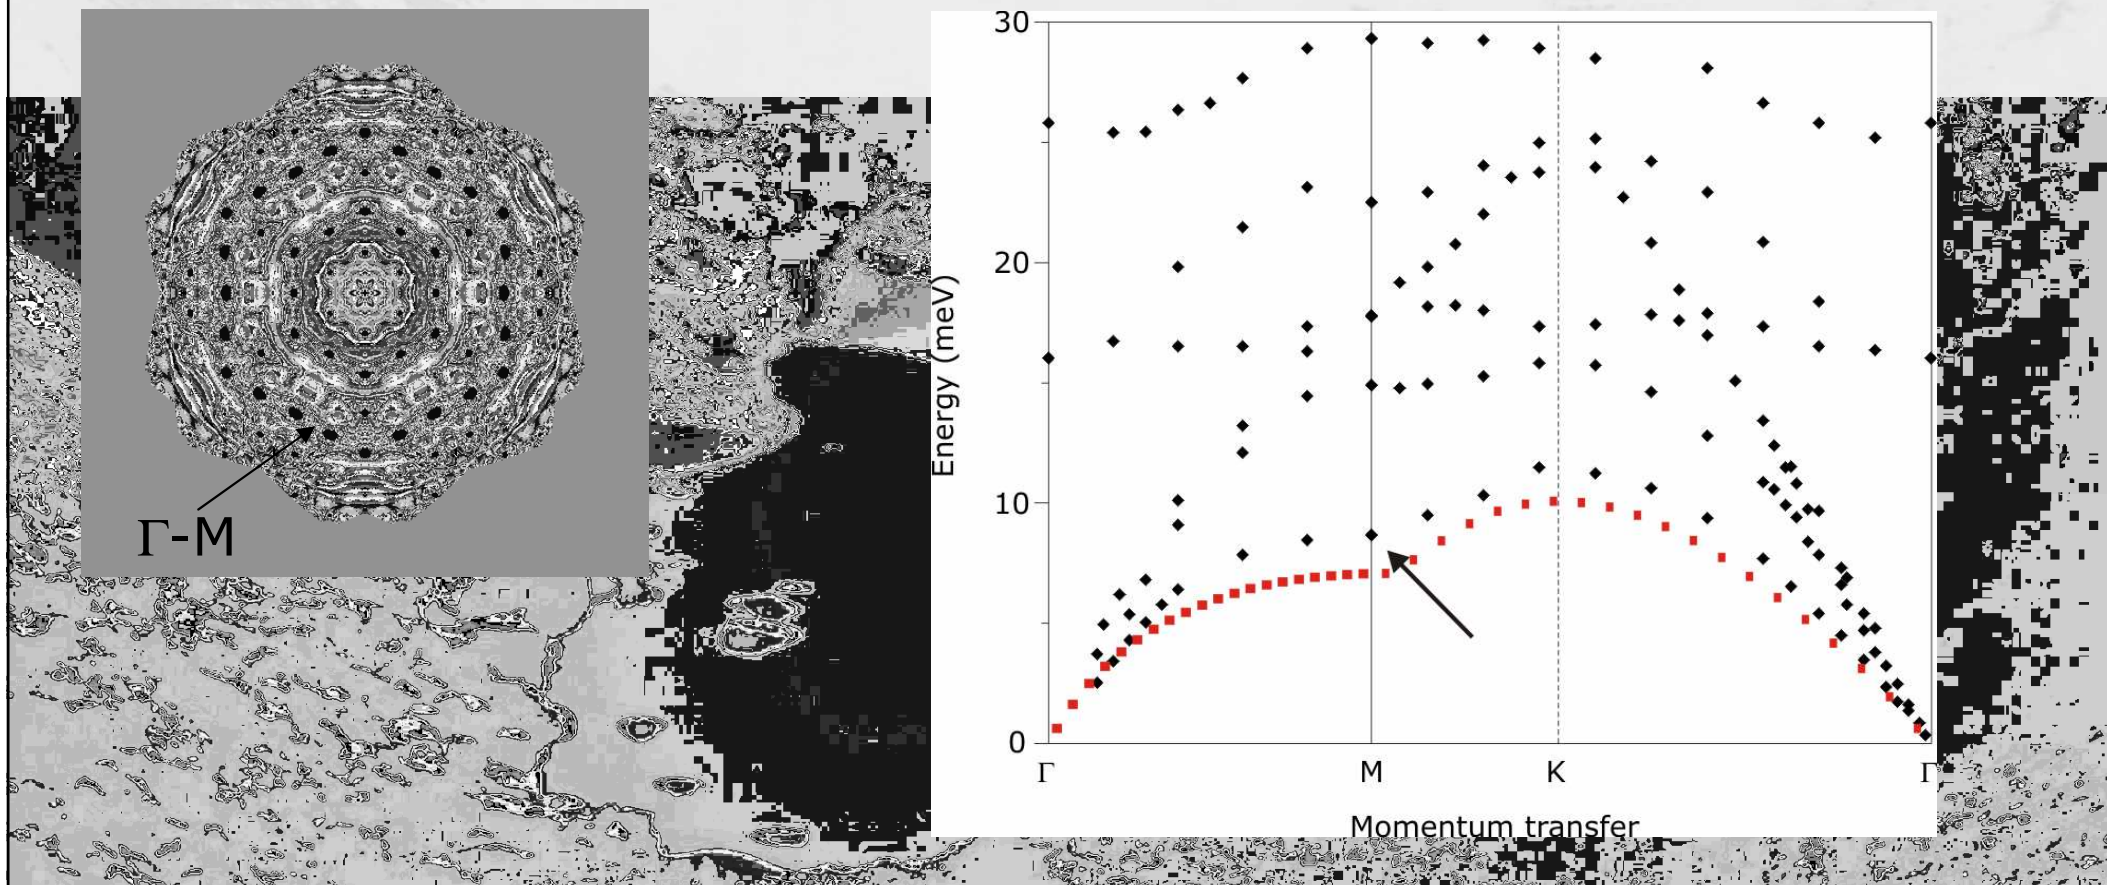 Γ-M
30
20
10
0
Energy (meV)
Γ M K Γ
Momentum transfer